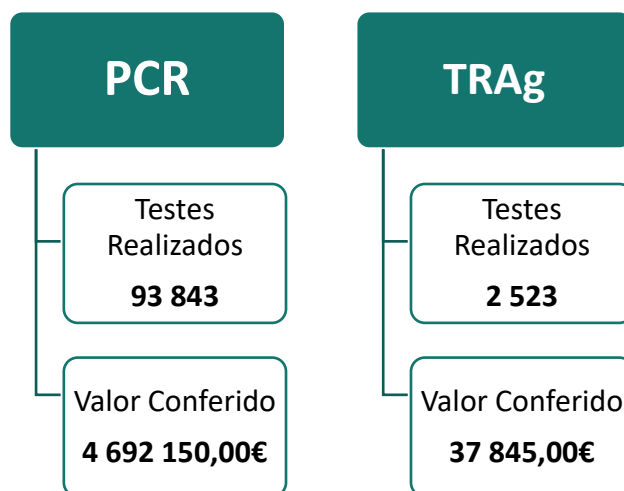 PCR
Testes
Realizados
93 843
Valor Conferido
4 692 150,00€
TRAg
Testes
Realizados
2 523
Valor Conferido
37 845,00€